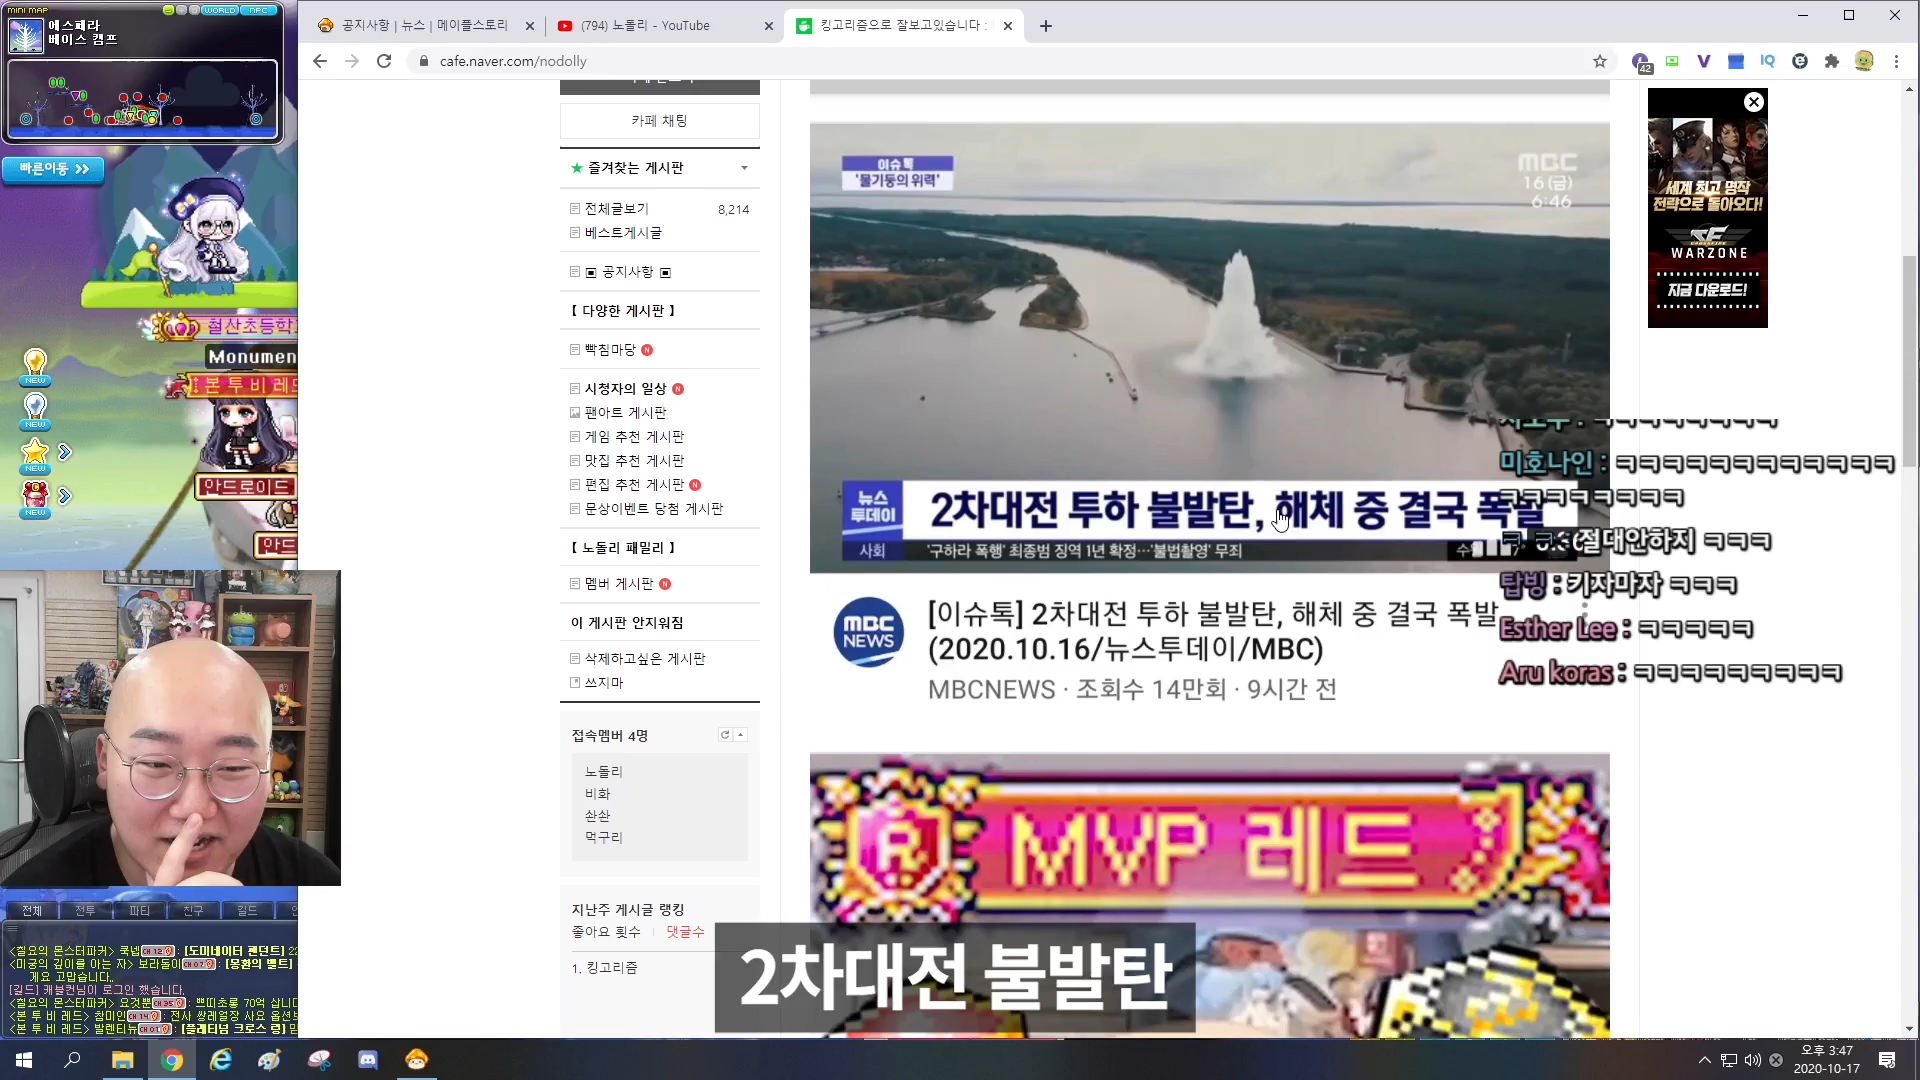 MINI MAP
WORLD
NPC
에스페라
베이스 캠프
빠른이동
Monumen
본 투 비 레드
NEW
NEW
NEW
NEW
안드로이드
전체
전투
파티
친구
길드
공지사항 | 뉴스 | 메이플스토리
(794) 노돌리 - YouTube
킹고리즘으로 잘보고있습니다 :
cafe.naver.com/nodolly
42
카페 채팅
즐겨찾는 게시판
전체글보기 8,214
베스트게시글
▣ 공지사항 ▣
【 다양한 게시판 】
빡침마당 N
시청자의 일상 N
팬아트 게시판
게임 추천 게시판
맛집 추천 게시판
편집 추천 게시판 N
문상이벤트 당첨 게시판
【 노돌리 패밀리 】
멤버 게시판 N
이 게시판 안지워짐
삭제하고싶은 게시판
쓰지마
접속멤버 4명
노돌리
비화
솬솬
먹구리
지난주 게시글 랭킹
좋아요 횟수 댓글수
1. 킹고리즘
이슈톡
'물기둥의 위력'
MBC
16(금)
6:46
뉴스
투데이
2차대전 투하 불발탄, 해체 중 결국 폭발
사회 '구하라 폭행' 최종범 징역 1년 확정…'불법촬영' 무죄
MBC
NEWS
[이슈톡] 2차대전 투하 불발탄, 해체 중 결국 폭발
(2020.10.16/뉴스투데이/MBC)
MBCNEWS · 조회수 14만회 · 9시간 전
MVP 레드
2차대전 불발탄
세계 최고 명작
전략으로 돌아오다!
CF
WARZONE
지금 다운로드!
미호나인 : ㅋㅋㅋㅋㅋㅋㅋㅋㅋㅋㅋㅋ
ㅋㅋㅋㅋㅋㅋㅋㅋ
절대안하지 ㅋㅋㅋ
탑빙 : 키자마자 ㅋㅋㅋ
Esther Lee : ㅋㅋㅋㅋㅋ
Aru koras : ㅋㅋㅋㅋㅋㅋㅋㅋㅋ
오후 3:47
2020-10-17